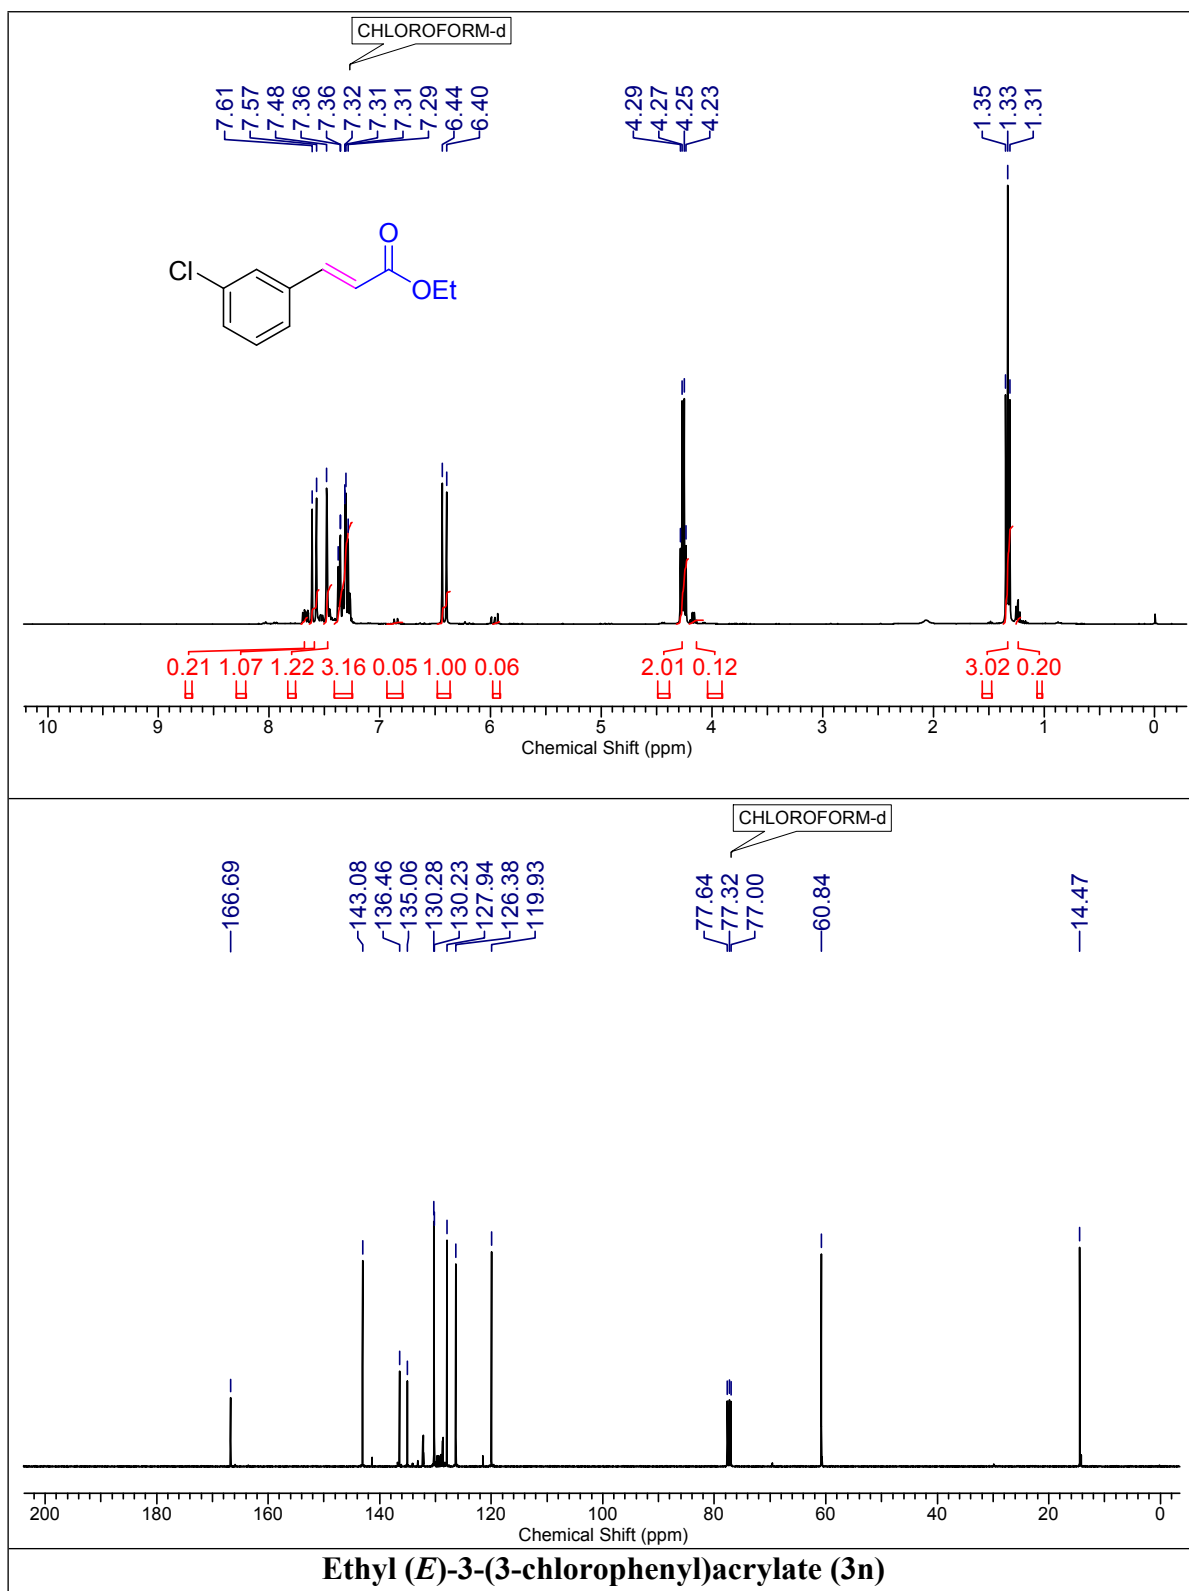 CHLOROFORM-d
7.61
7.57
7.48
7.36
7.36
7.32
7.31
7.31
7.29
6.44
6.40
4.29
4.27
4.25
4.23
1.35
1.33
1.31
O
Cl
OEt
0.21 1.07 1.22 3.16 0.05 1.00 0.06 2.01 0.12 3.02 0.20
10 9 8 7 6 5 4 3 2 1 0
Chemical Shift (ppm)
CHLOROFORM-d
166.69
143.08
136.46
135.06
130.28
130.23
127.94
126.38
119.93
77.64
77.32
77.00
60.84
14.47
200 180 160 140 120 100 80 60 40 20 0
Chemical Shift (ppm)
Ethyl (E)-3-(3-chlorophenyl)acrylate (3n)